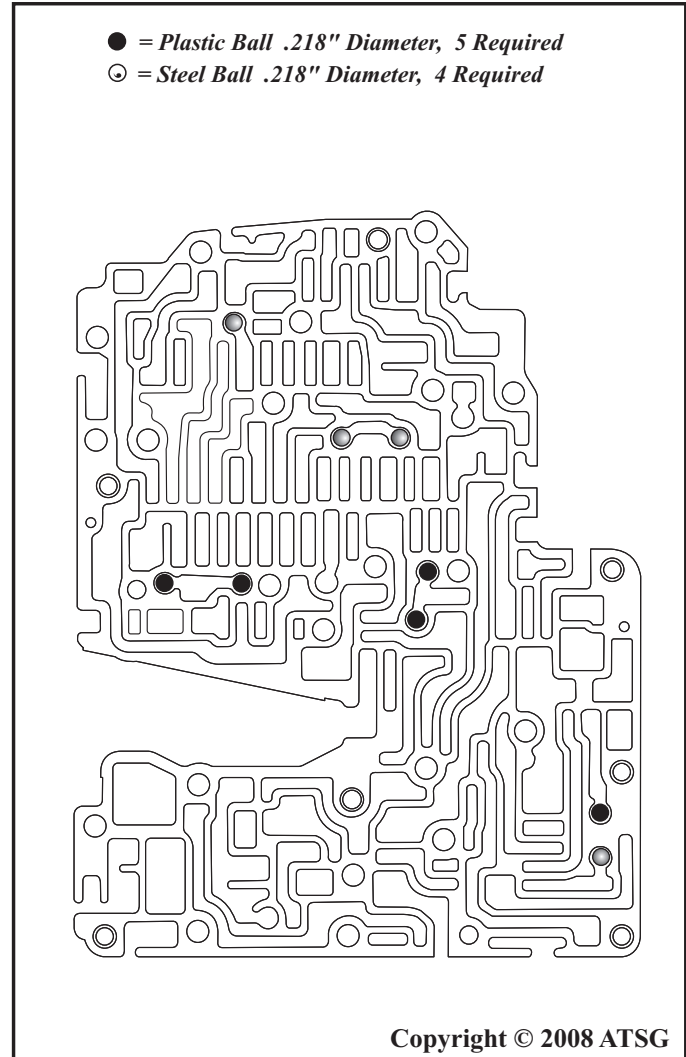 = Plastic Ball .218" Diameter, 5 Required
= Steel Ball .218" Diameter, 4 Required
Copyright © 2008 ATSG